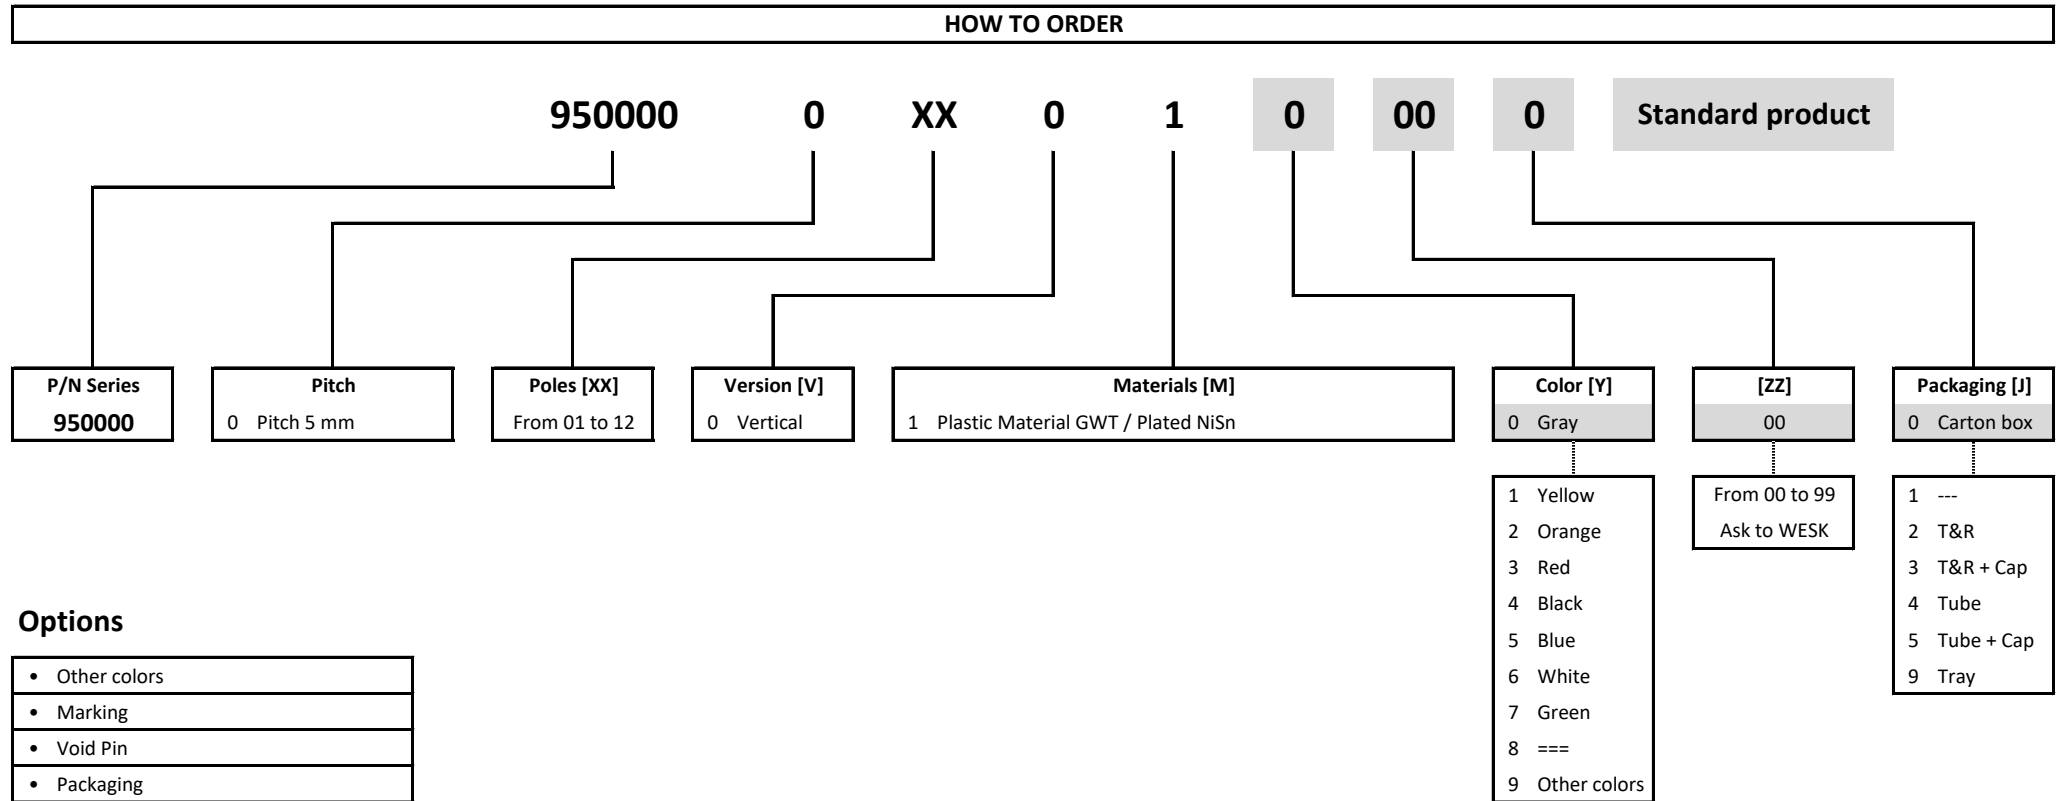 HOW TO ORDER
950000 0 XX 0 1 0 00 0 Standard product
P/N Series Pitch Poles [XX] Version [V] Materials [M] Color [Y] [ZZ] Packaging [J]
950000 0 Pitch 5 mm From 01 to 12 0 Vertical 1 Plastic Material GWT / Plated NiSn 0 Gray 00 0 Carton box
1 Yellow From 00 to 99 1 ---
2 Orange Ask to WESK 2 T&R
3 Red 3 T&R + Cap
4 Black 4 Tube
5 Blue 5 Tube + Cap
6 White 9 Tray
7 Green
8 ===
9 Other colors
Options
• Other colors
• Marking
• Void Pin
• Packaging